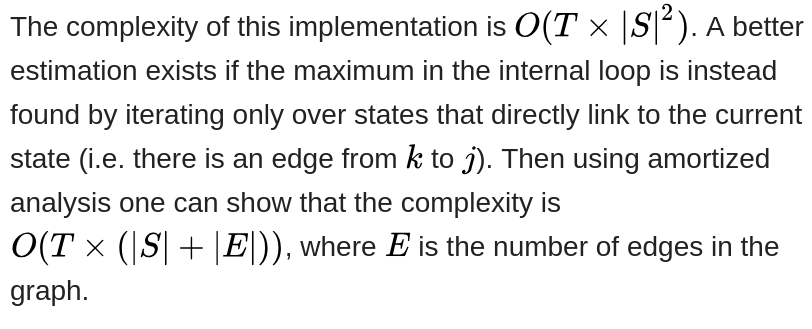 The complexity of this implementation is O(T × |S|²). A better
estimation exists if the maximum in the internal loop is instead
found by iterating only over states that directly link to the current
state (i.e. there is an edge from k to j). Then using amortized
analysis one can show that the complexity is
O(T × (|S| + |E|)), where E is the number of edges in the
graph.